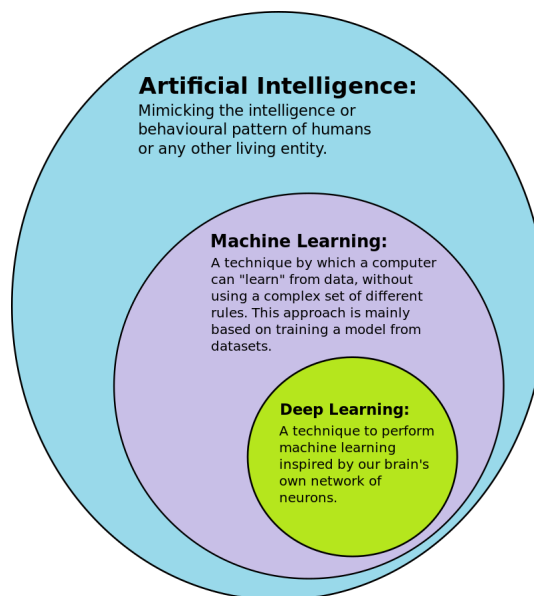 Artificial Intelligence:
Mimicking the intelligence or
behavioural pattern of humans
or any other living entity.
Machine Learning:
A technique by which a computer
can "learn" from data, without
using a complex set of different
rules. This approach is mainly
based on training a model from
datasets.
Deep Learning:
A technique to perform
machine learning
inspired by our brain's
own network of
neurons.